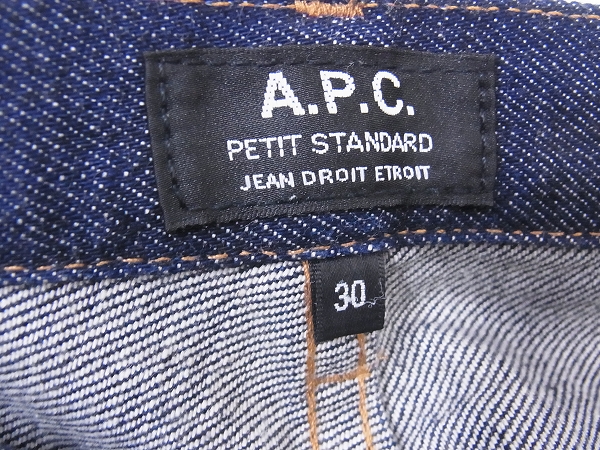 A.P.C.
PETIT STANDARD
JEAN DROIT ETROIT
30